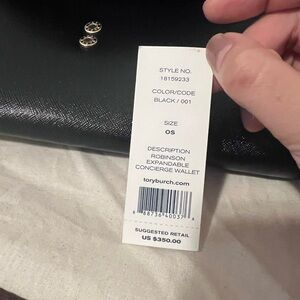 STYLE NO.
18159233
COLOR/CODE
BLACK / 001
SIZE
OS
DESCRIPTION
ROBINSON
EXPANDABLE
CONCIERGE WALLET
toryburch.com
SUGGESTED RETAIL
US $350.00